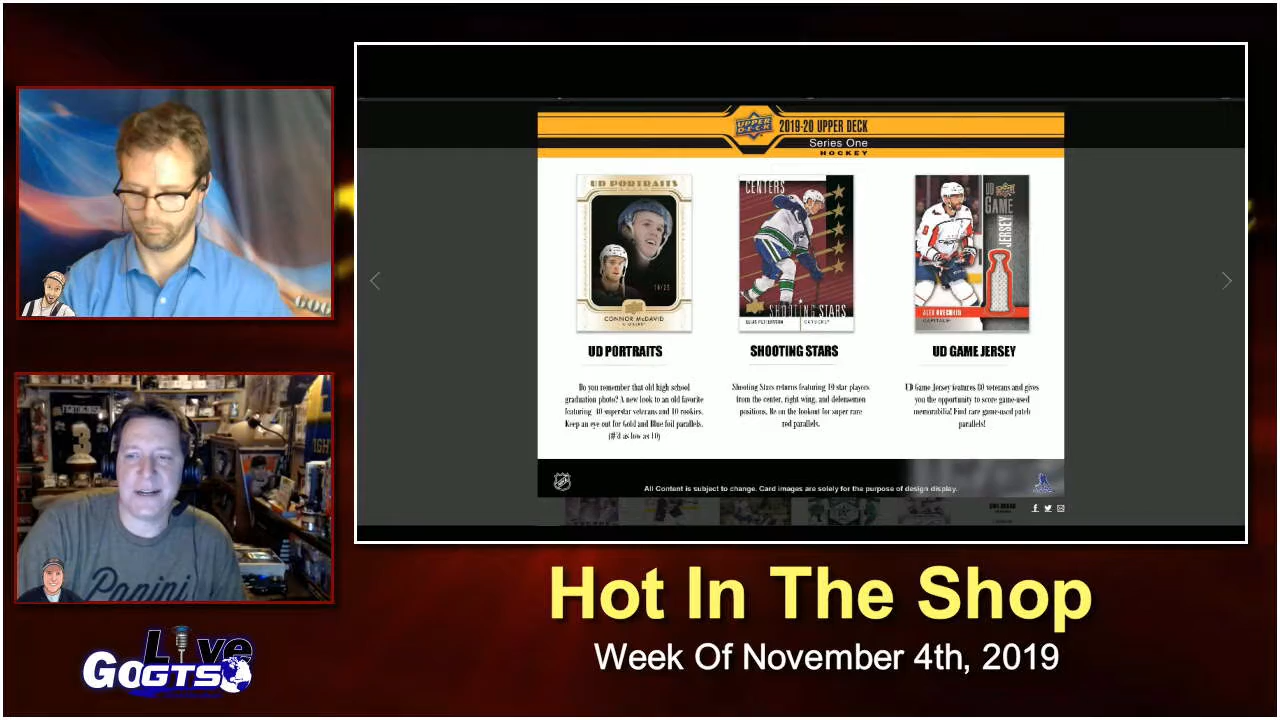 UPPER
D·E·C·K
2019-20 UPPER DECK
Series One
HOCKEY
UD PORTRAITS
CONNOR McDAVID
CENTERS
SHOOTING STARS
ELIAS PETTERSSON
UD
GAME
JERSEY
ALEX OVECHKIN
CAPITALS
UD PORTRAITS
SHOOTING STARS
UD GAME JERSEY
Do you remember that old high school
graduation photo? A new look to an old favorite
featuring 40 superstar veterans and 10 rookies.
Keep an eye out for Gold and Blue foil parallels.
(#'d as low as 10)
Shooting Stars returns featuring 10 star players
from the center, right wing, and defensemen
positions. Be on the lookout for super rare
red parallels.
UD Game Jersey features 80 veterans and gives
you the opportunity to score game-used
memorabilia! Find rare game-used patch
parallels!
All Content is subject to change. Card images are solely for the purpose of design display.
Panini
Live
GoGTS
Hot In The Shop
Week Of November 4th, 2019